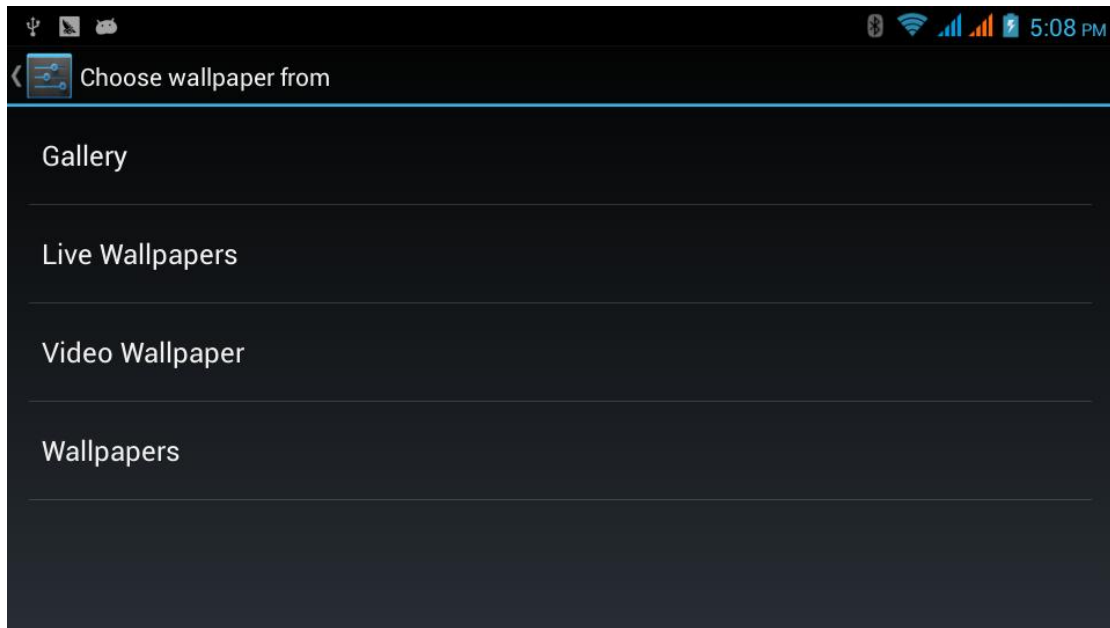 5:08 PM
Choose wallpaper from
Gallery
Live Wallpapers
Video Wallpaper
Wallpapers